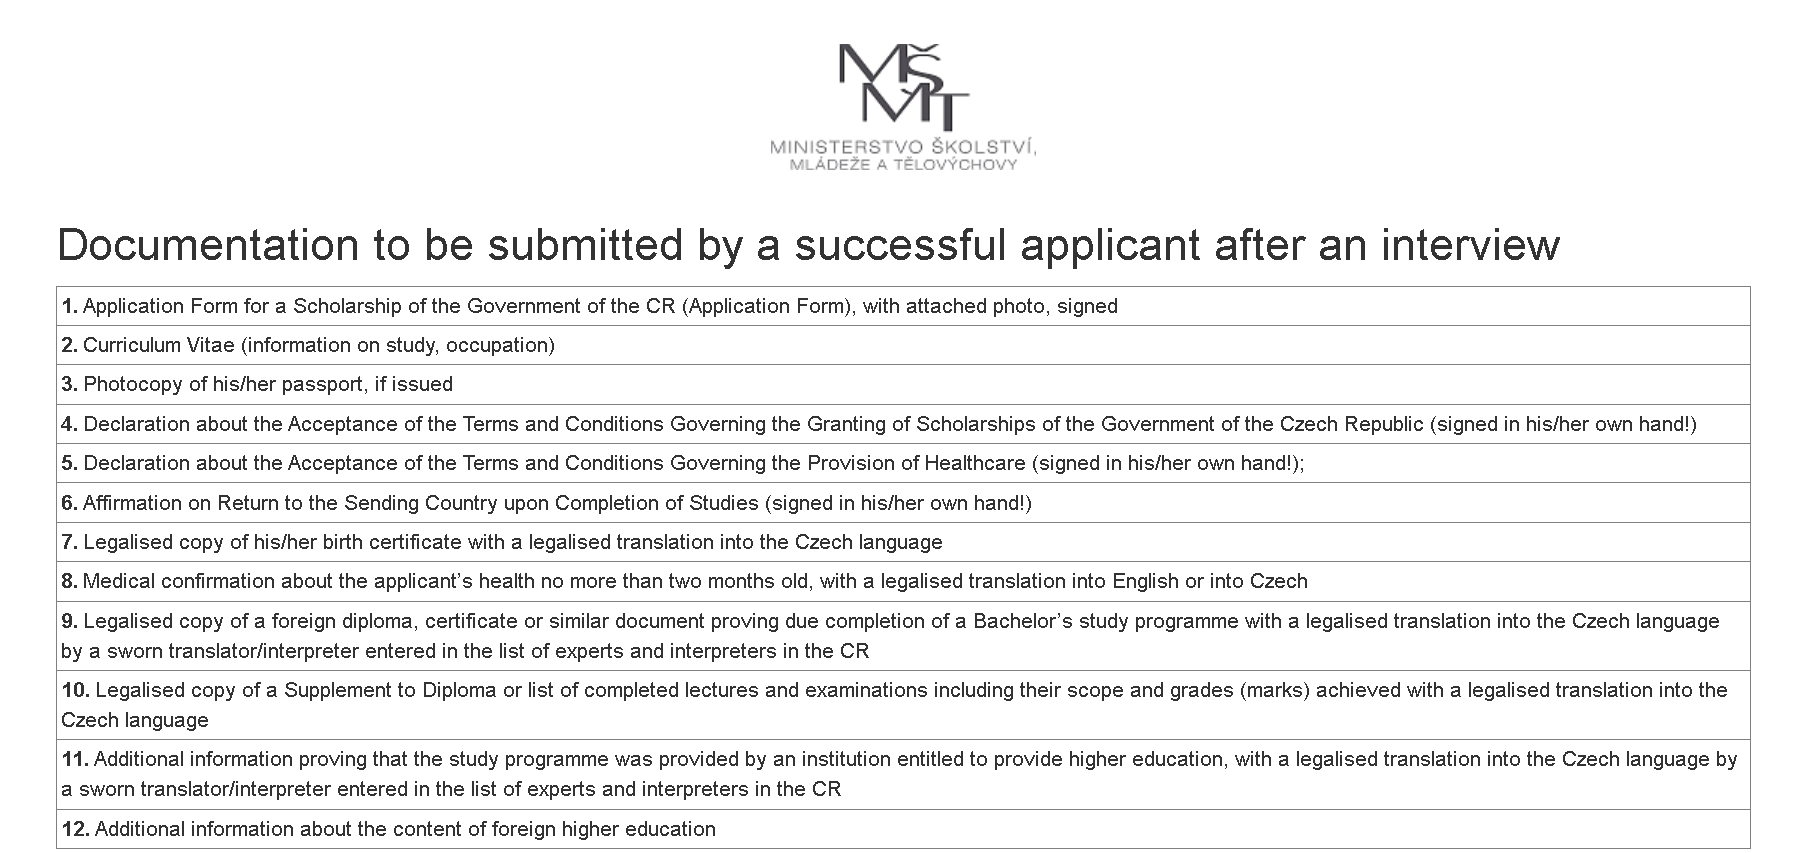 MŠ
MT
MINISTERSTVO ŠKOLSTVÍ,
MLÁDEŽE A TĚLOVÝCHOVY
Documentation to be submitted by a successful applicant after an interview
1. Application Form for a Scholarship of the Government of the CR (Application Form), with attached photo, signed
2. Curriculum Vitae (information on study, occupation)
3. Photocopy of his/her passport, if issued
4. Declaration about the Acceptance of the Terms and Conditions Governing the Granting of Scholarships of the Government of the Czech Republic (signed in his/her own hand!)
5. Declaration about the Acceptance of the Terms and Conditions Governing the Provision of Healthcare (signed in his/her own hand!);
6. Affirmation on Return to the Sending Country upon Completion of Studies (signed in his/her own hand!)
7. Legalised copy of his/her birth certificate with a legalised translation into the Czech language
8. Medical confirmation about the applicant’s health no more than two months old, with a legalised translation into English or into Czech
9. Legalised copy of a foreign diploma, certificate or similar document proving due completion of a Bachelor’s study programme with a legalised translation into the Czech language
by a sworn translator/interpreter entered in the list of experts and interpreters in the CR
10. Legalised copy of a Supplement to Diploma or list of completed lectures and examinations including their scope and grades (marks) achieved with a legalised translation into the
Czech language
11. Additional information proving that the study programme was provided by an institution entitled to provide higher education, with a legalised translation into the Czech language by
a sworn translator/interpreter entered in the list of experts and interpreters in the CR
12. Additional information about the content of foreign higher education